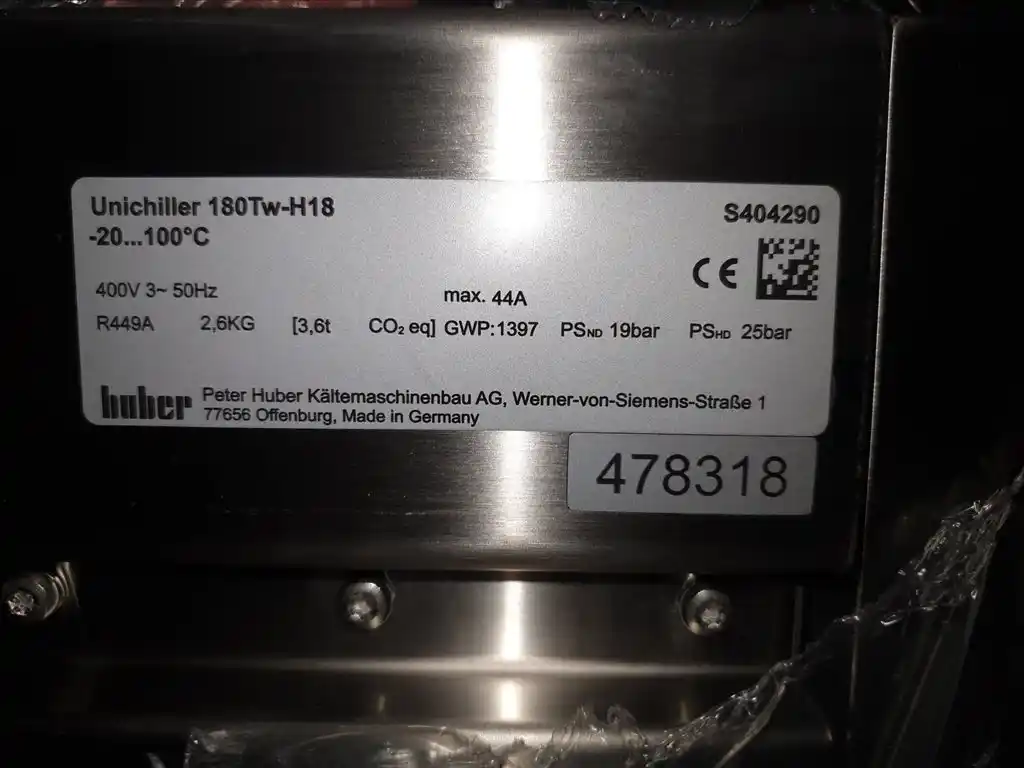 Unichiller 180Tw-H18
S404290
-20...100°C
CE
400V 3~ 50Hz
max. 44A
R449A 2,6KG [3,6t CO₂ eq] GWP:1397 PSND 19bar PSHD 25bar
huber
Peter Huber Kältemaschinenbau AG, Werner-von-Siemens-Straße 1
77656 Offenburg, Made in Germany
478318